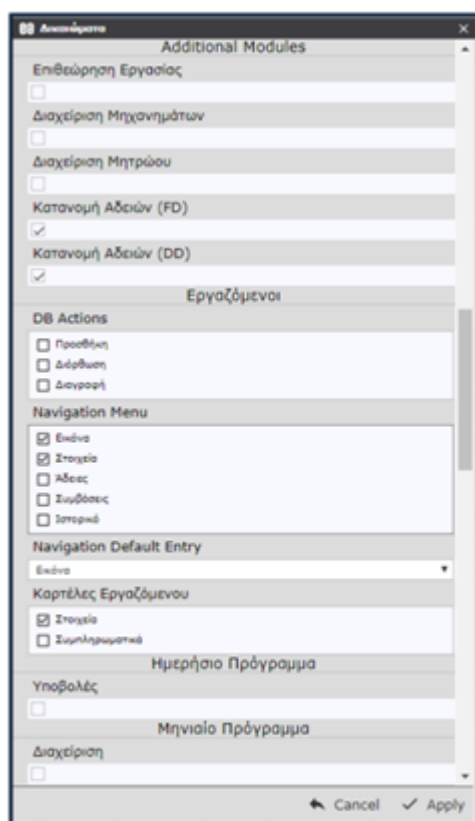 Δικαιώματα
Additional Modules
Επιθεώρηση Εργασίας
Διαχείριση Μηχανημάτων
Διαχείριση Μητρώου
Κατανομή Αδειών (FD)
Κατανομή Αδειών (DD)
Εργαζόμενοι
DB Actions
Προσθήκη
Διόρθωση
Διαγραφή
Navigation Menu
Εικόνα
Στοιχεία
Άδειες
Συμβάσεις
Ιστορικό
Navigation Default Entry
Εικόνα
Καρτέλες Εργαζόμενου
Στοιχεία
Συμπληρωματικά
Ημερήσιο Πρόγραμμα
Υποβολές
Μηνιαίο Πρόγραμμα
Διαχείριση
Cancel Apply